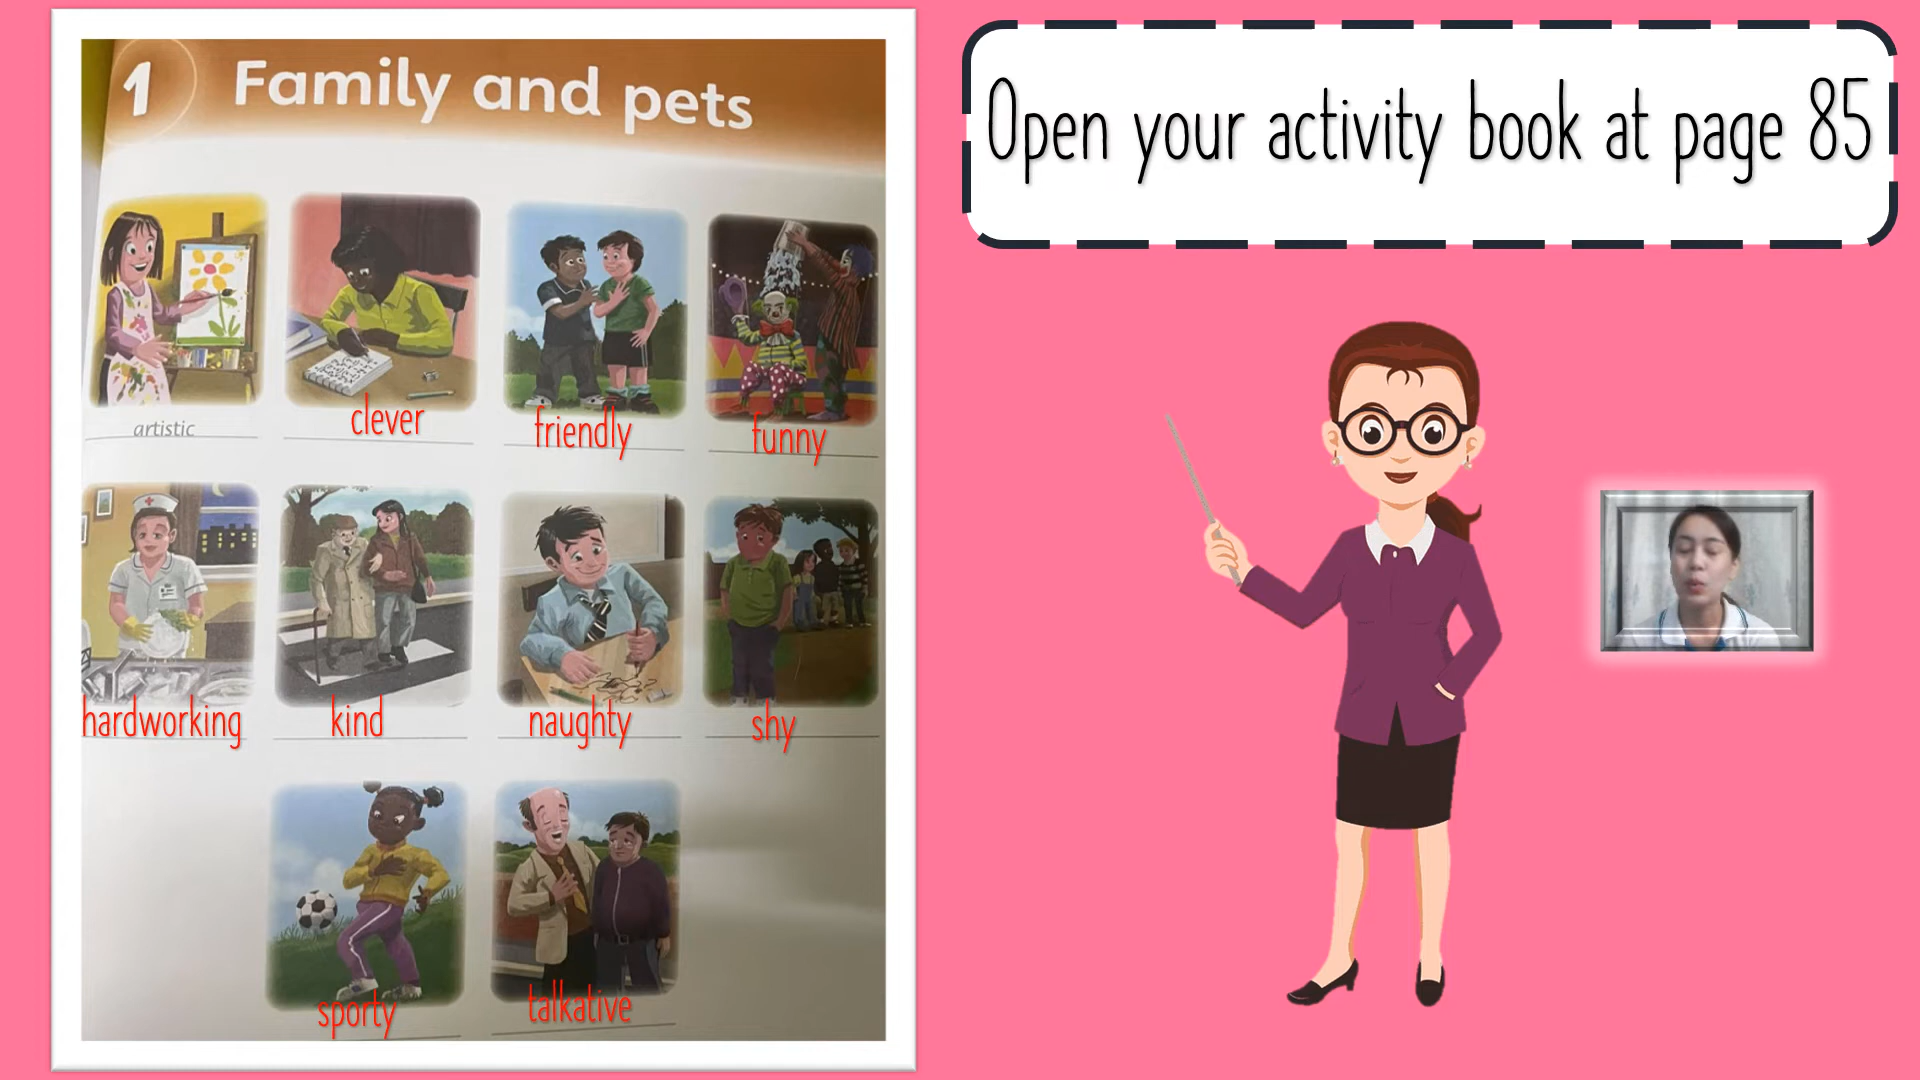 1 Family and pets
Open your activity book at page 85
artistic
clever
friendly
funny
hardworking
kind
naughty
shy
sporty
talkative